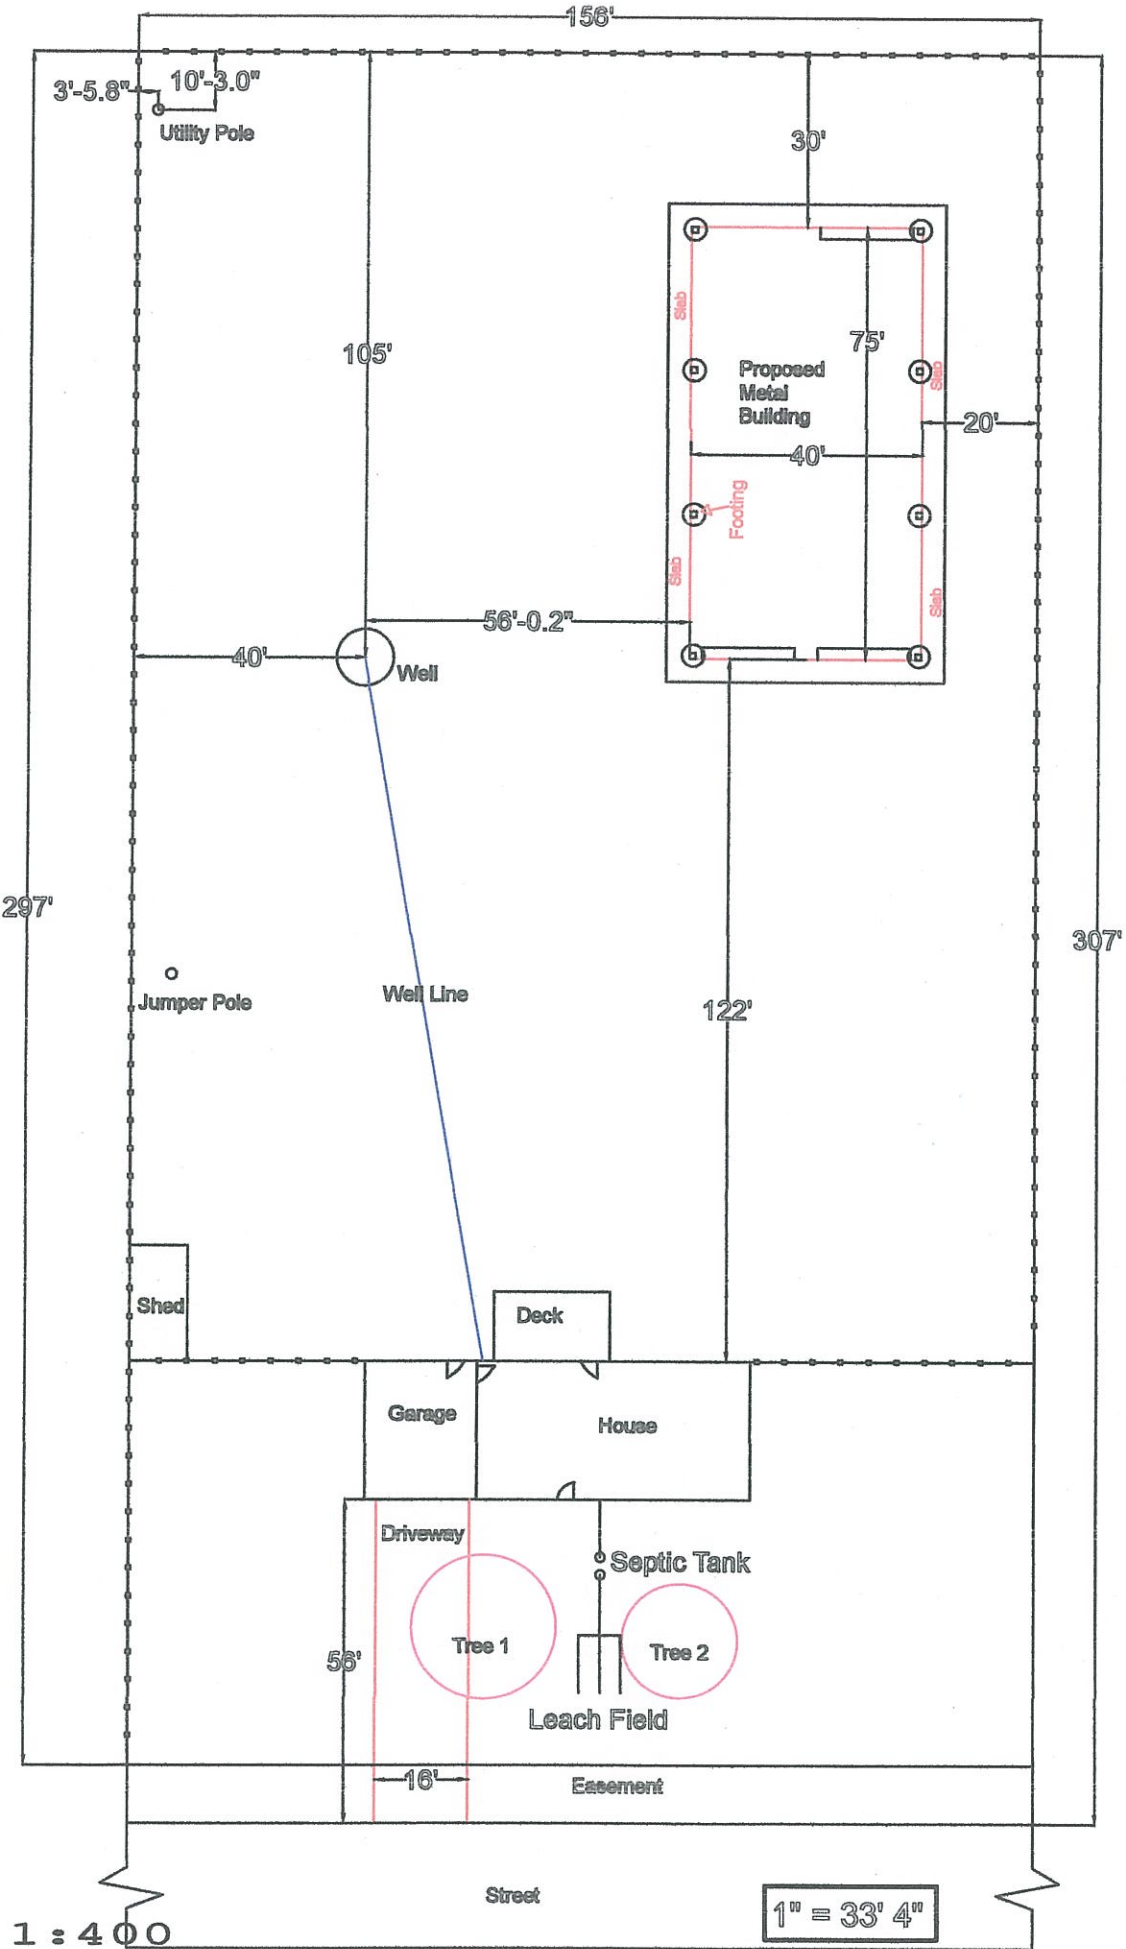 156'
3'-5.8"
10'-3.0"
Utility Pole
30'
105'
Slab
75'
Proposed
Metal
Building
Slab
20'
40'
Footing
Slab
Slab
56'-0.2"
40'
Well
297'
307'
Jumper Pole
Well Line
122'
Shed
Deck
Garage
House
Driveway
Septic Tank
Tree 1
Tree 2
56'
Leach Field
16'
Easement
Street
1" = 33' 4"
1:400